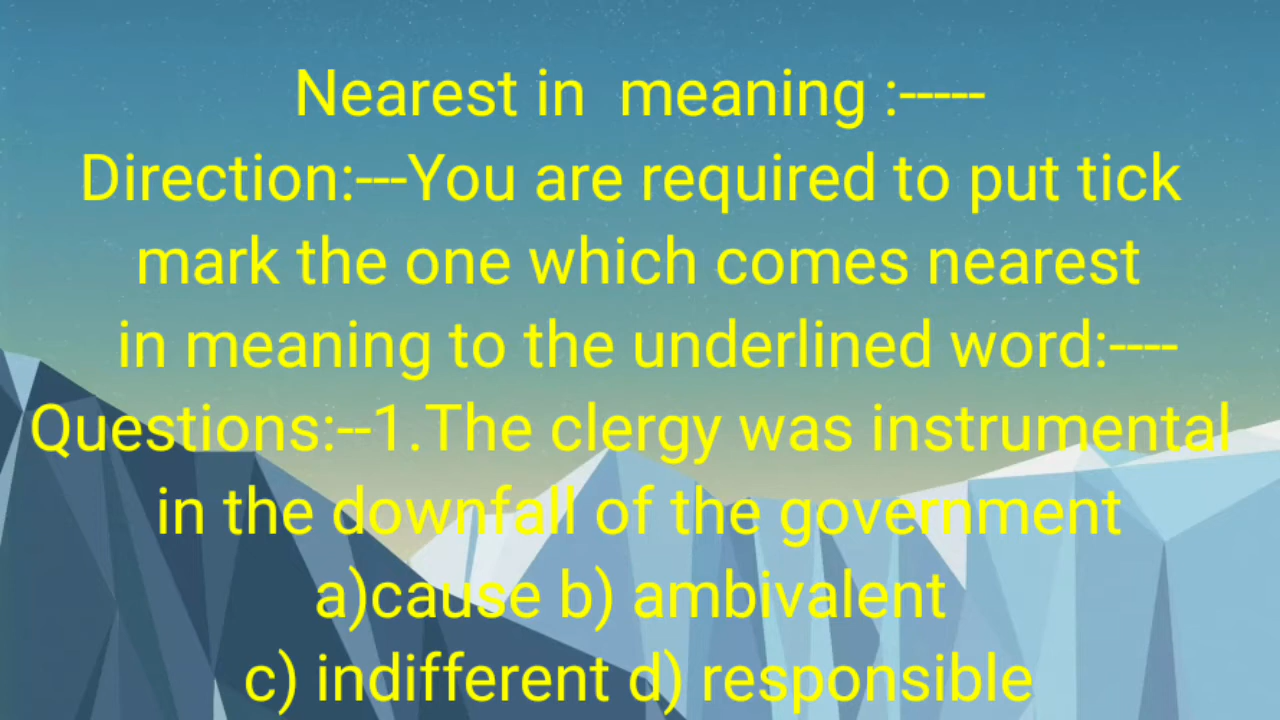 Nearest in  meaning :-----
Direction:---You are required to put tick
mark the one which comes nearest
in meaning to the underlined word:----
Questions:--1.The clergy was instrumental
in the downfall of the government
a)cause b) ambivalent
c) indifferent d) responsible